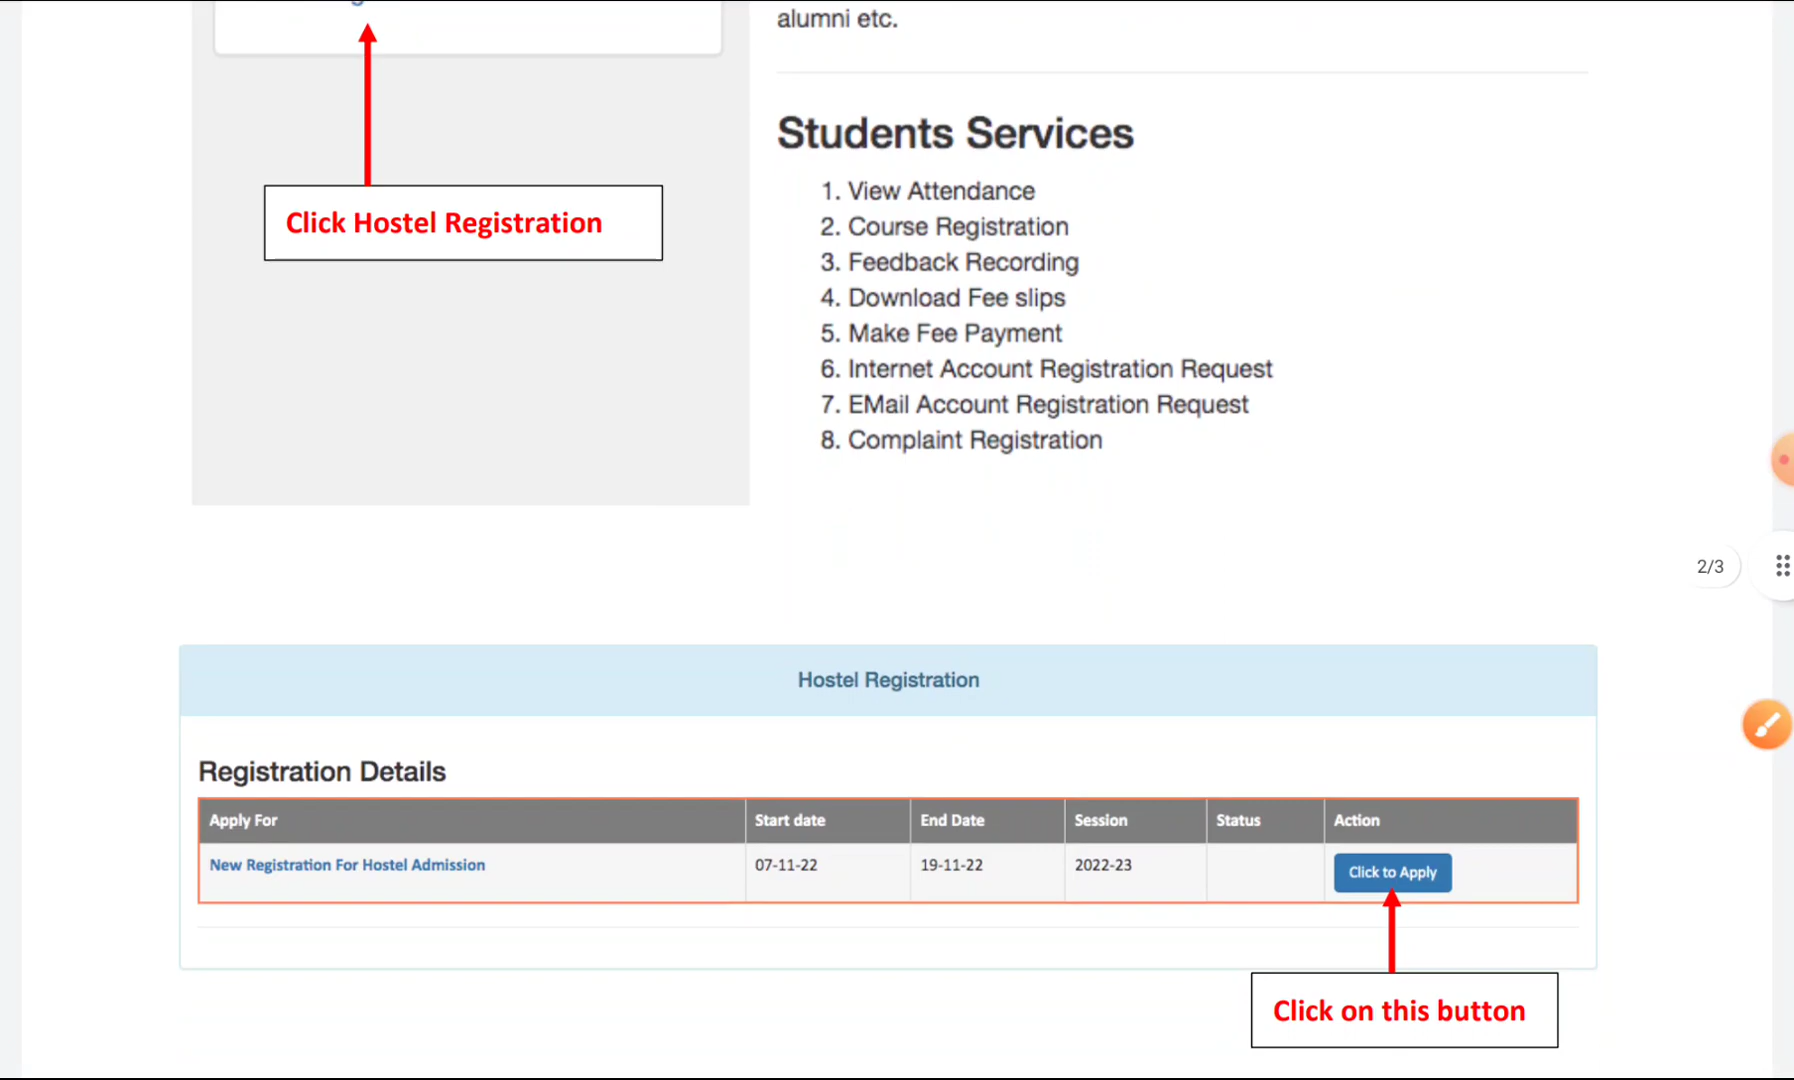 alumni etc.
Click Hostel Registration
Students Services
1. View Attendance
2. Course Registration
3. Feedback Recording
4. Download Fee slips
5. Make Fee Payment
6. Internet Account Registration Request
7. EMail Account Registration Request
8. Complaint Registration
2/3
Hostel Registration
Registration Details
Apply For Start date End Date Session Status Action
New Registration For Hostel Admission 07-11-22 19-11-22 2022-23 Click to Apply
Click on this button